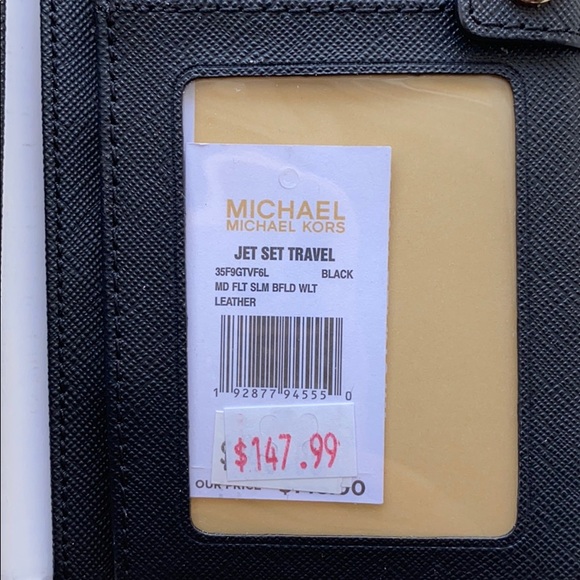 MICHAEL
MICHAEL KORS
JET SET TRAVEL
35F9GTVF6L BLACK
MD FLT SLM BFLD WLT
LEATHER
1 92877 94555 0
$147.99
OUR PRICE